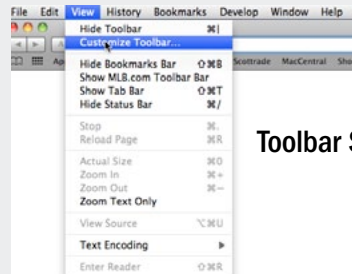 File Edit View History Bookmarks Develop Window Help
Hide Toolbar ⌘|
Customize Toolbar...
Hide Bookmarks Bar ⇧⌘B
Scottrade MacCentral
Show MLB.com Toolbar Bar
Show Tab Bar ⇧⌘T
Hide Status Bar ⌘/
Stop ⌘.
Reload Page ⌘R
Toolbar
Actual Size ⌘0
Zoom In ⌘+
Zoom Out ⌘–
Zoom Text Only
View Source ⌥⌘U
Text Encoding
Enter Reader ⇧⌘R